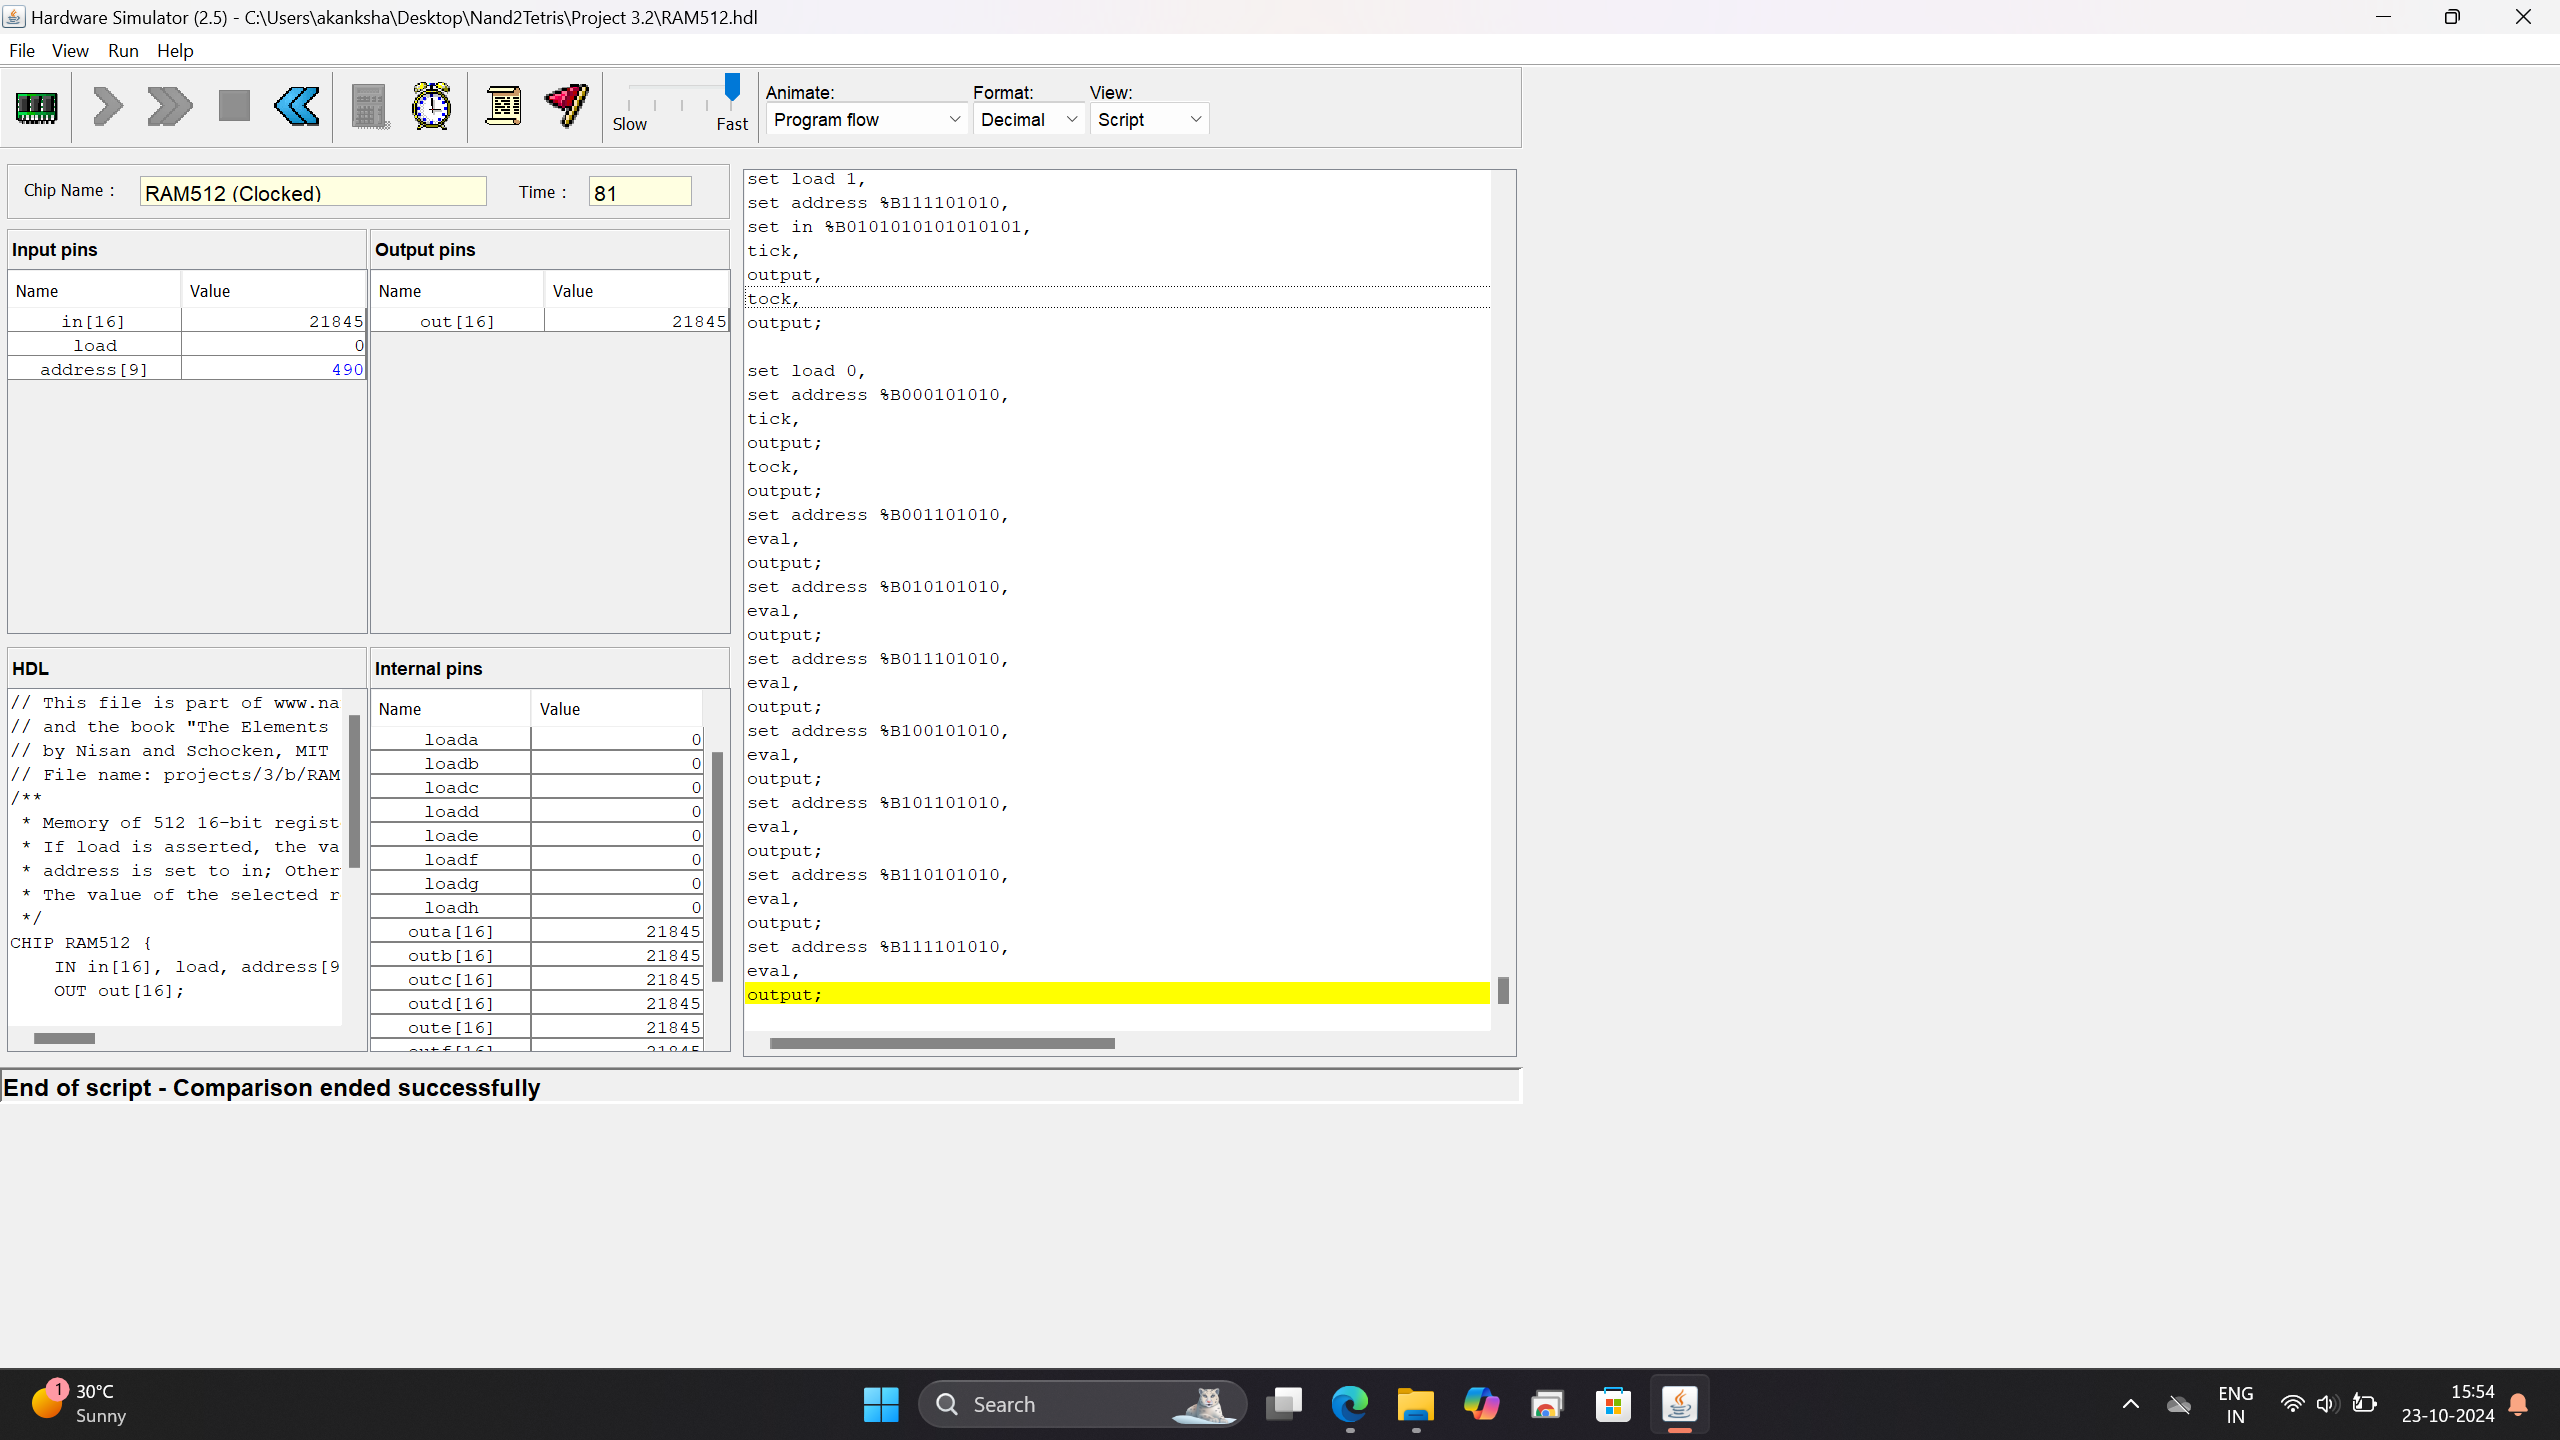 Hardware Simulator (2.5) - C:\Users\akanksha\Desktop\Nand2Tetris\Project 3.2\RAM512.hdl
File View Run Help
Slow Fast
Animate: Format: View:
Program flow Decimal Script
Chip Name : RAM512 (Clocked) Time : 81
Input pins
Name Value
in[16] 21845
load 0
address[9] 490
Output pins
Name Value
out[16] 21845
HDL
// This file is part of www.na
// and the book "The Elements
// by Nisan and Schocken, MIT
// File name: projects/3/b/RAM
/**
* Memory of 512 16-bit regist
* If load is asserted, the va
* address is set to in; Other
* The value of the selected r
*/
CHIP RAM512 {
IN in[16], load, address[9
OUT out[16];
Internal pins
Name Value
loada 0
loadb 0
loadc 0
loadd 0
loade 0
loadf 0
loadg 0
loadh 0
outa[16] 21845
outb[16] 21845
outc[16] 21845
outd[16] 21845
oute[16] 21845
outf[16] 21845
set load 1,
set address %B111101010,
set in %B0101010101010101,
tick,
output,
tock,
output;
set load 0,
set address %B000101010,
tick,
output;
tock,
output;
set address %B001101010,
eval,
output;
set address %B010101010,
eval,
output;
set address %B011101010,
eval,
output;
set address %B100101010,
eval,
output;
set address %B101101010,
eval,
output;
set address %B110101010,
eval,
output;
set address %B111101010,
eval,
output;
End of script - Comparison ended successfully
1
30°C
Sunny
Search
ENG
IN
15:54
23-10-2024